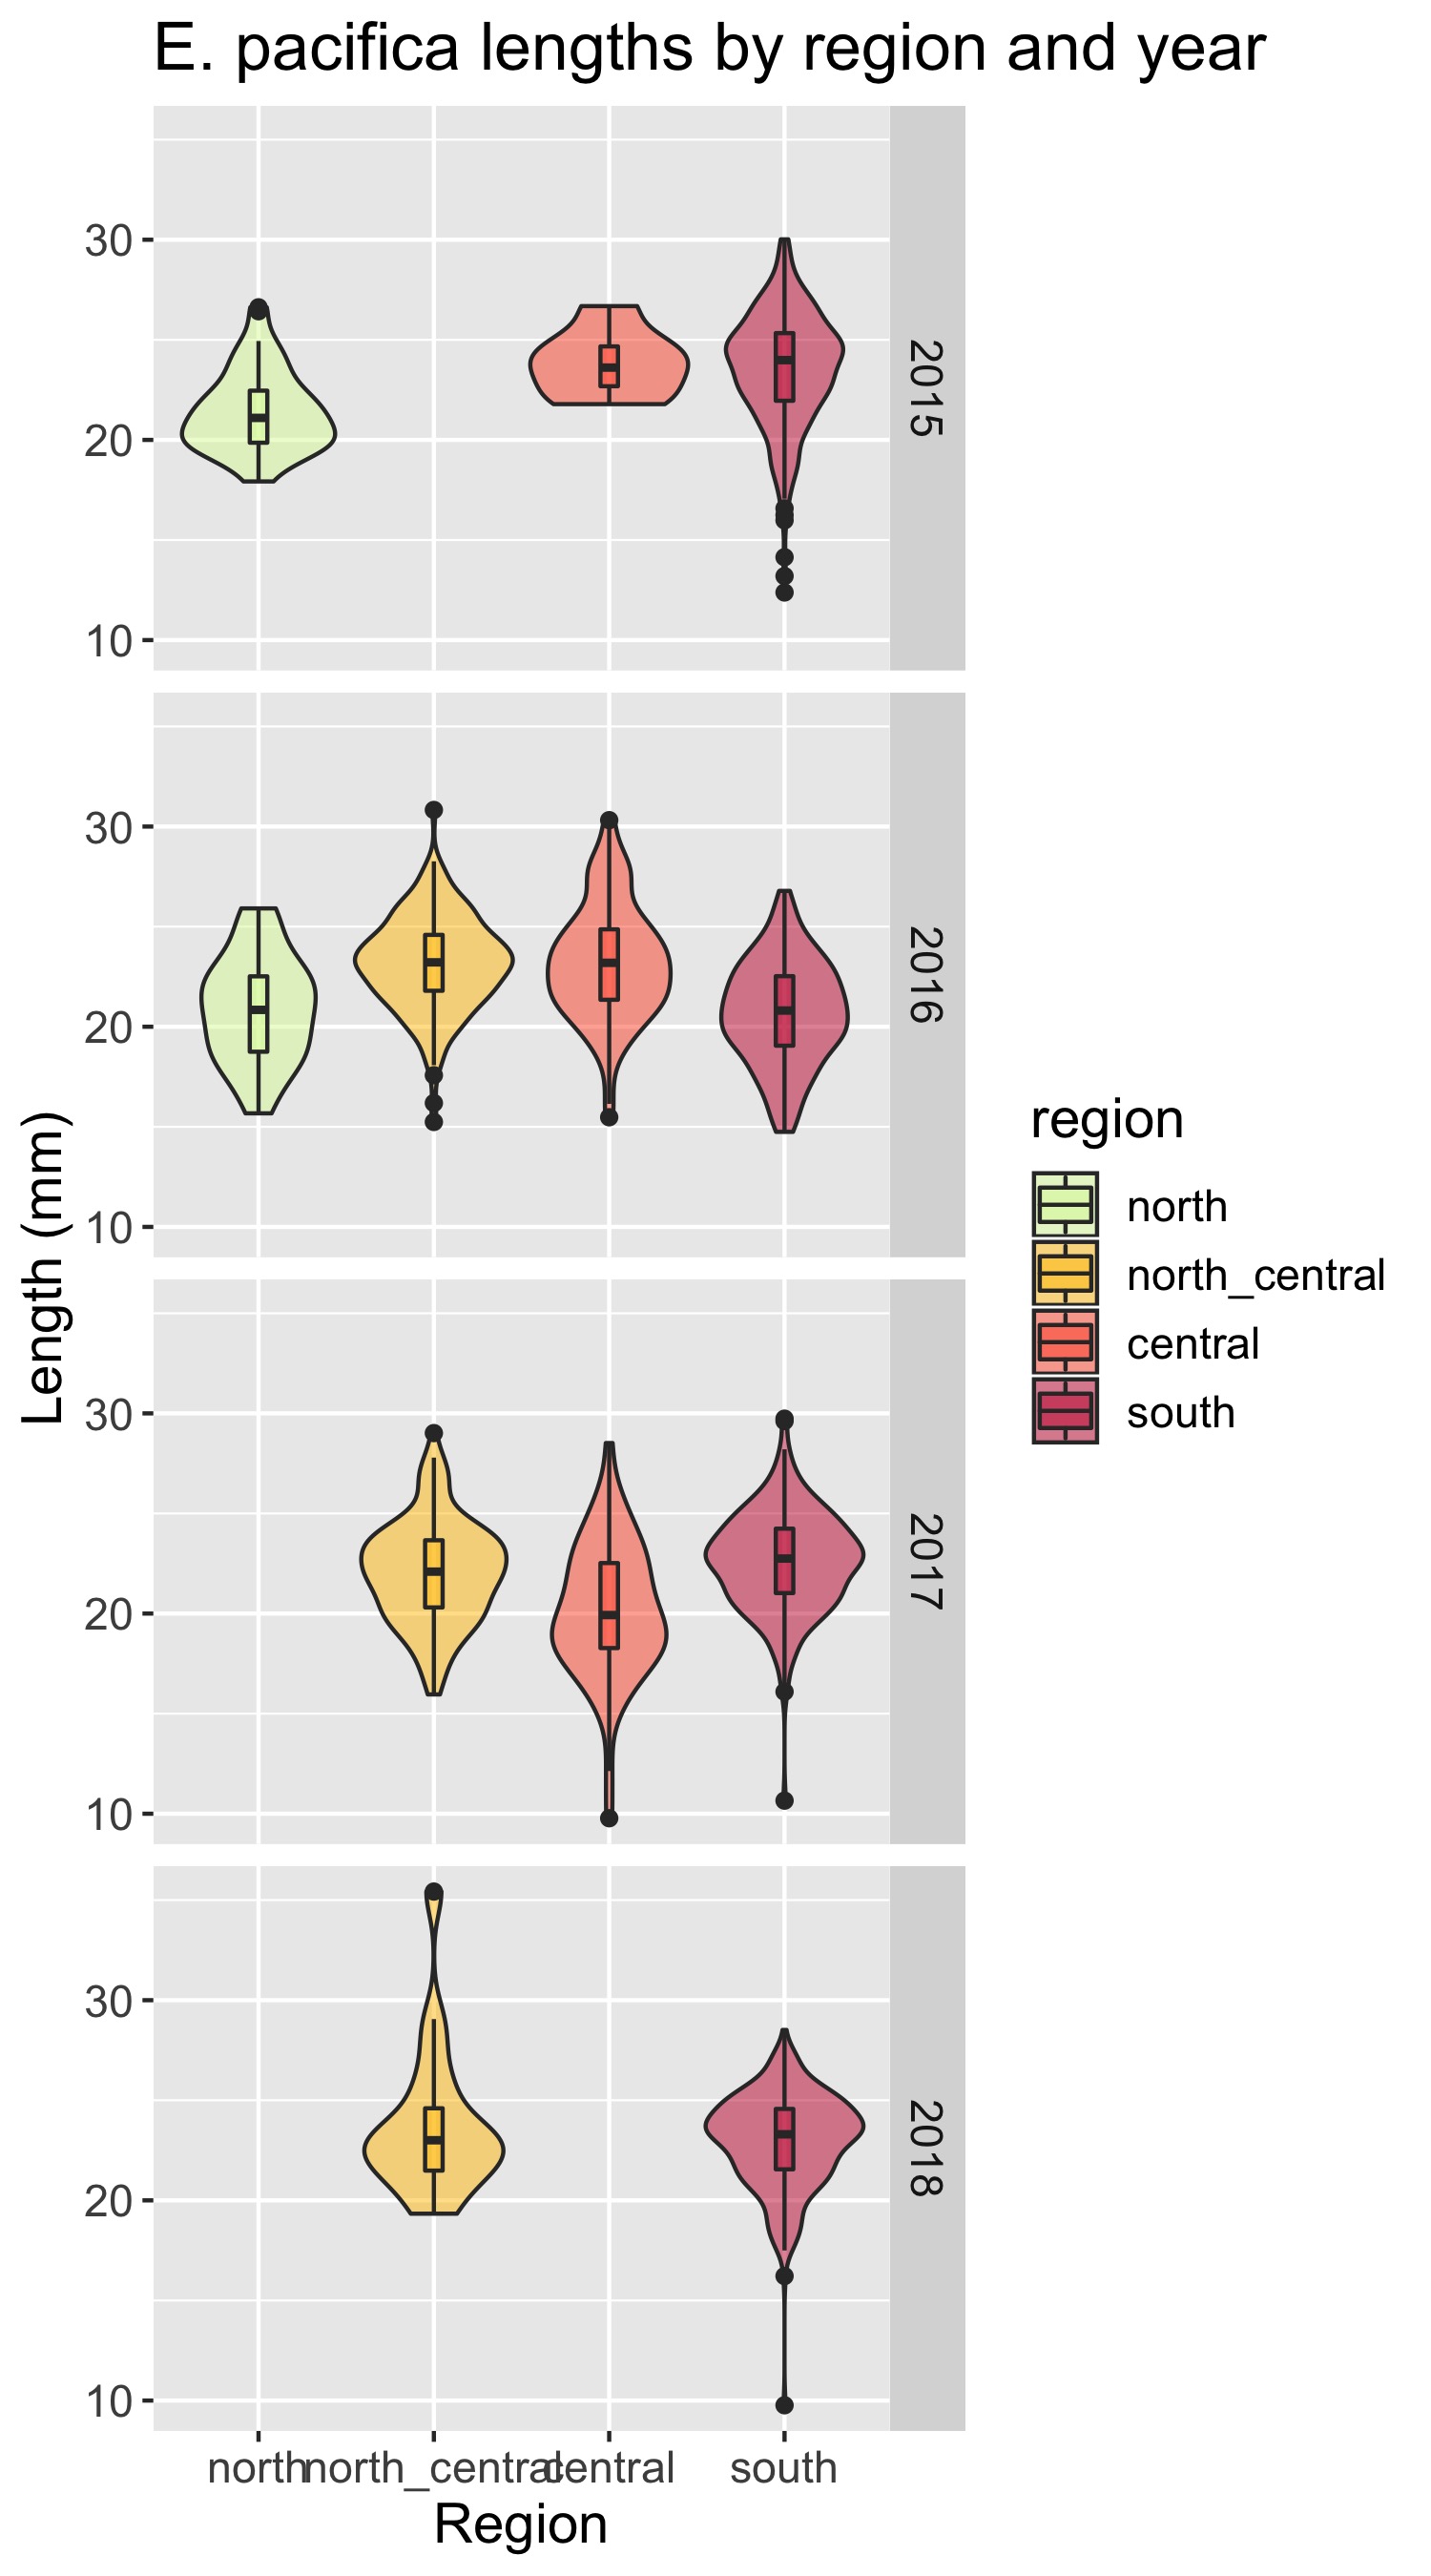 E. pacifica lengths by region and year
30
20
10
2015
30
20
10
2016
30
20
10
2017
30
20
10
2018
Length (mm)
north north_central central south
Region
region
north
north_central
central
south